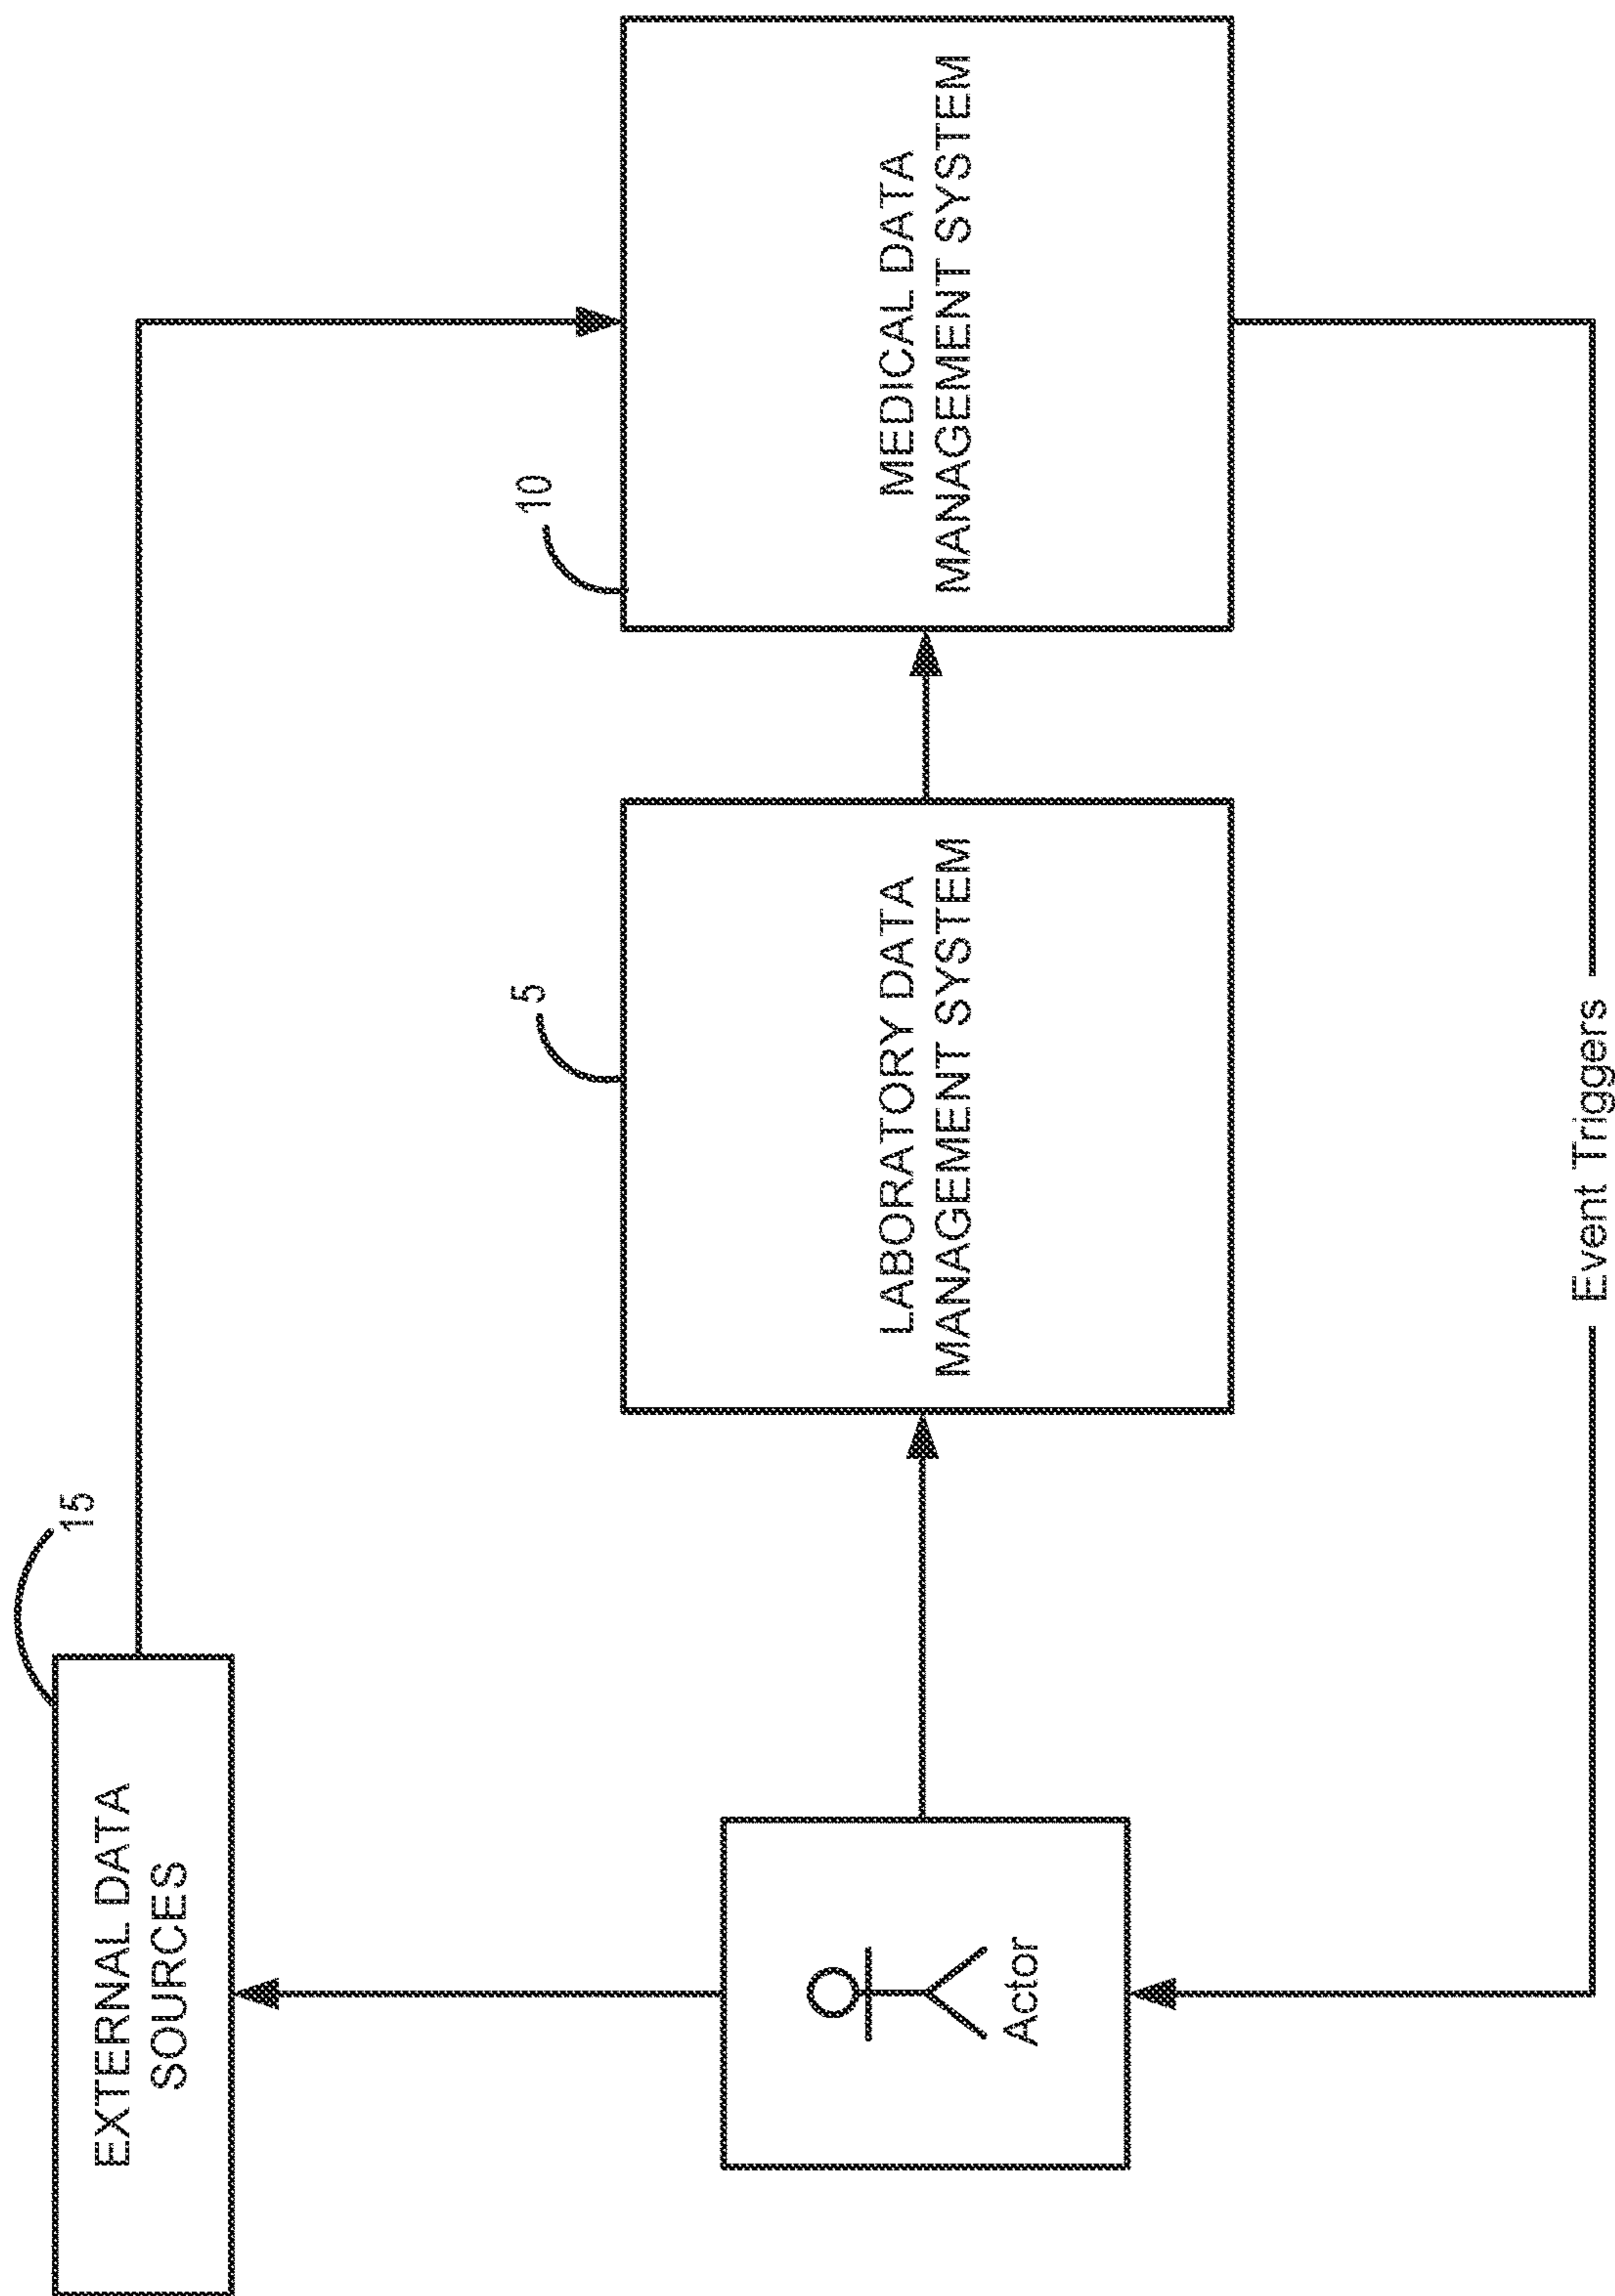 15
EXTERNAL DATA
SOURCES
5
10
Actor
LABORATORY DATA
MANAGEMENT SYSTEM
MEDICAL DATA
MANAGEMENT SYSTEM
Event Triggers